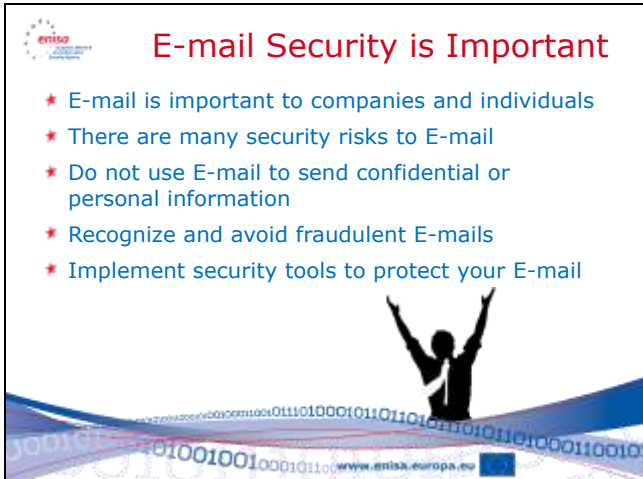 enisa
E-mail Security is Important
E-mail is important to companies and individuals
There are many security risks to E-mail
Do not use E-mail to send confidential or
personal information
Recognize and avoid fraudulent E-mails
Implement security tools to protect your E-mail
www.enisa.europa.eu